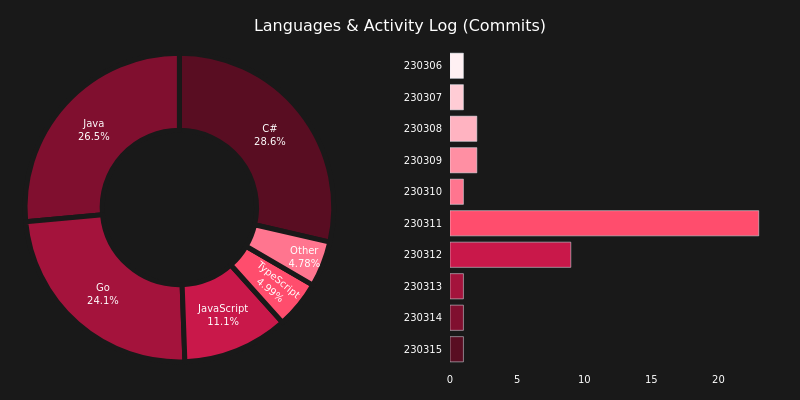 Languages & Activity Log (Commits)
C#
28.6%
Java
26.5%
Go
24.1%
JavaScript
11.1%
TypeScript
4.99%
Other
4.78%
230306
230307
230308
230309
230310
230311
230312
230313
230314
230315
0 5 10 15 20